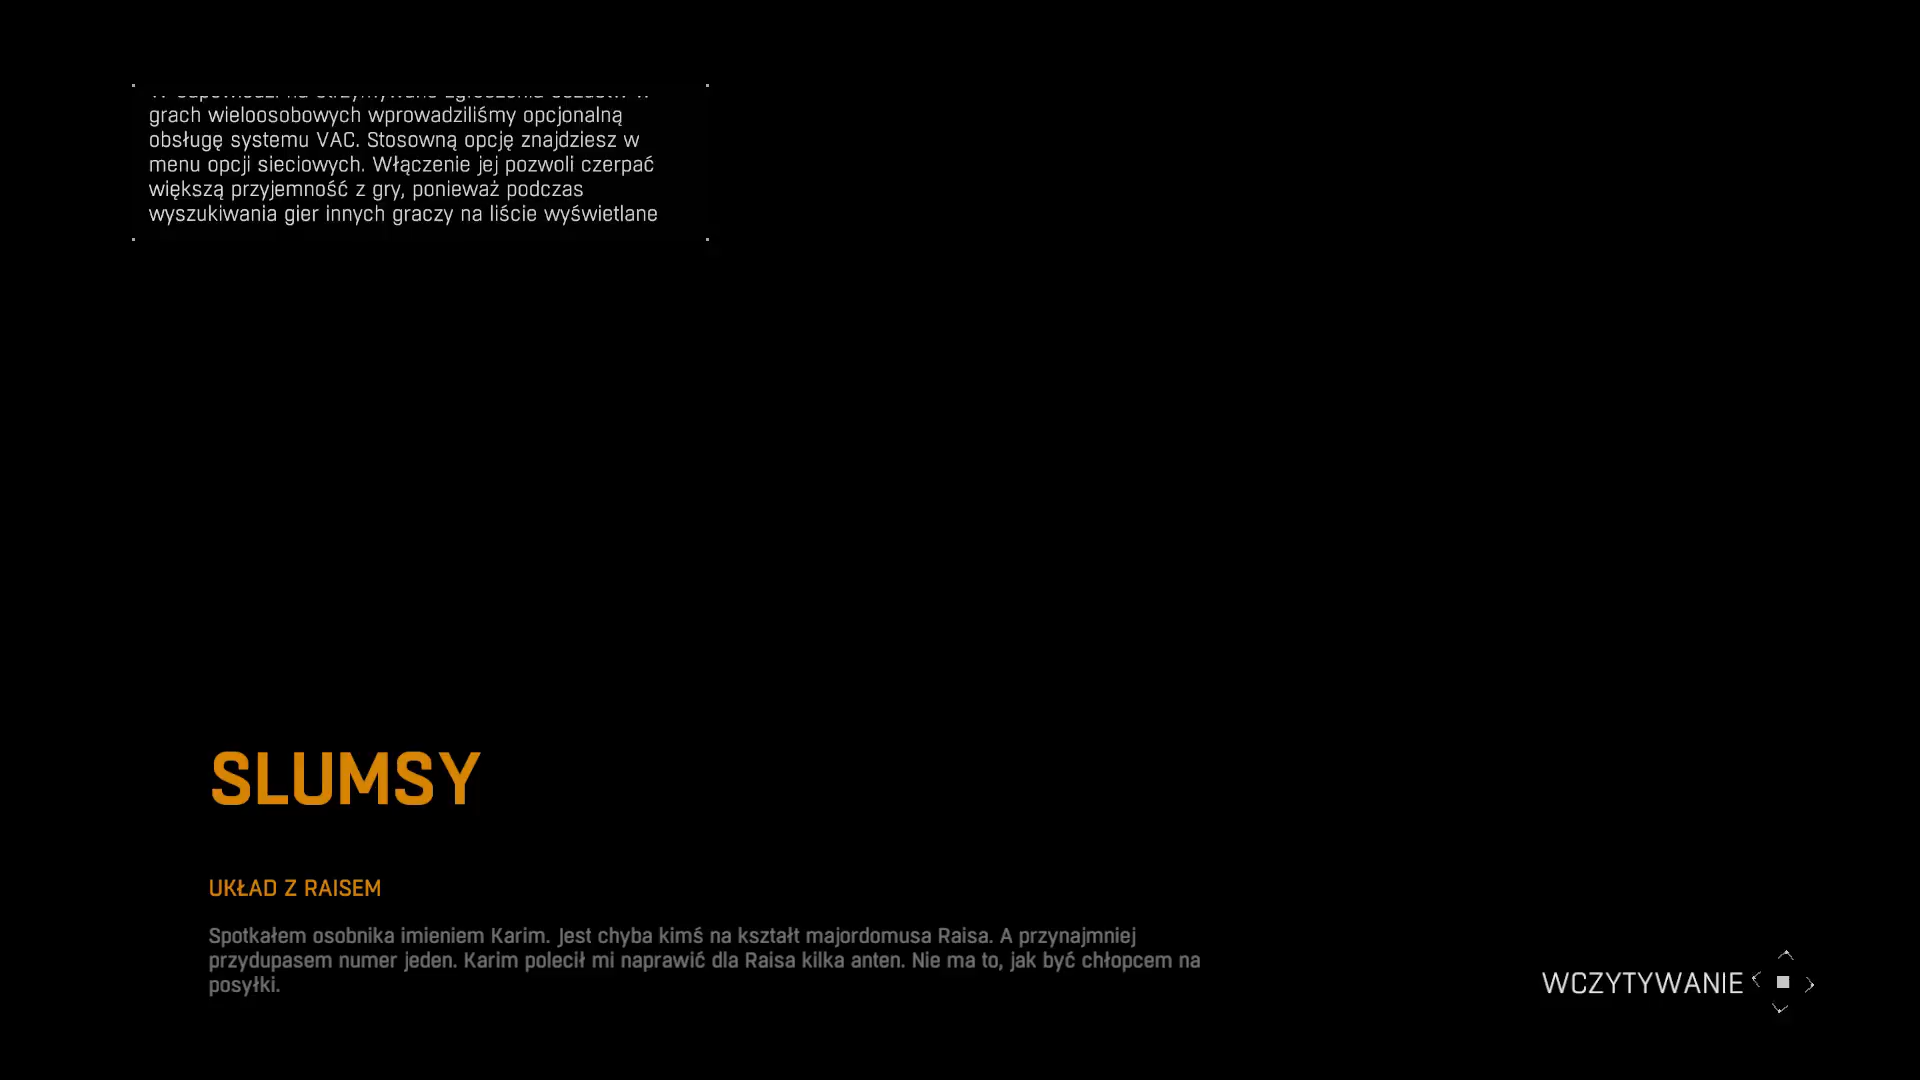 grach wieloosobowych wprowadziliśmy opcjonalną
obsługę systemu VAC. Stosowną opcję znajdziesz w
menu opcji sieciowych. Włączenie jej pozwoli czerpać
większą przyjemność z gry, ponieważ podczas
wyszukiwania gier innych graczy na liście wyświetlane
SLUMSY
UKŁAD Z RAISEM
Spotkałem osobnika imieniem Karim. Jest chyba kimś na kształt majordomusa Raisa. A przynajmniej
przydupasem numer jeden. Karim polecił mi naprawić dla Raisa kilka anten. Nie ma to, jak być chłopcem na
posyłki.
WCZYTYWANIE